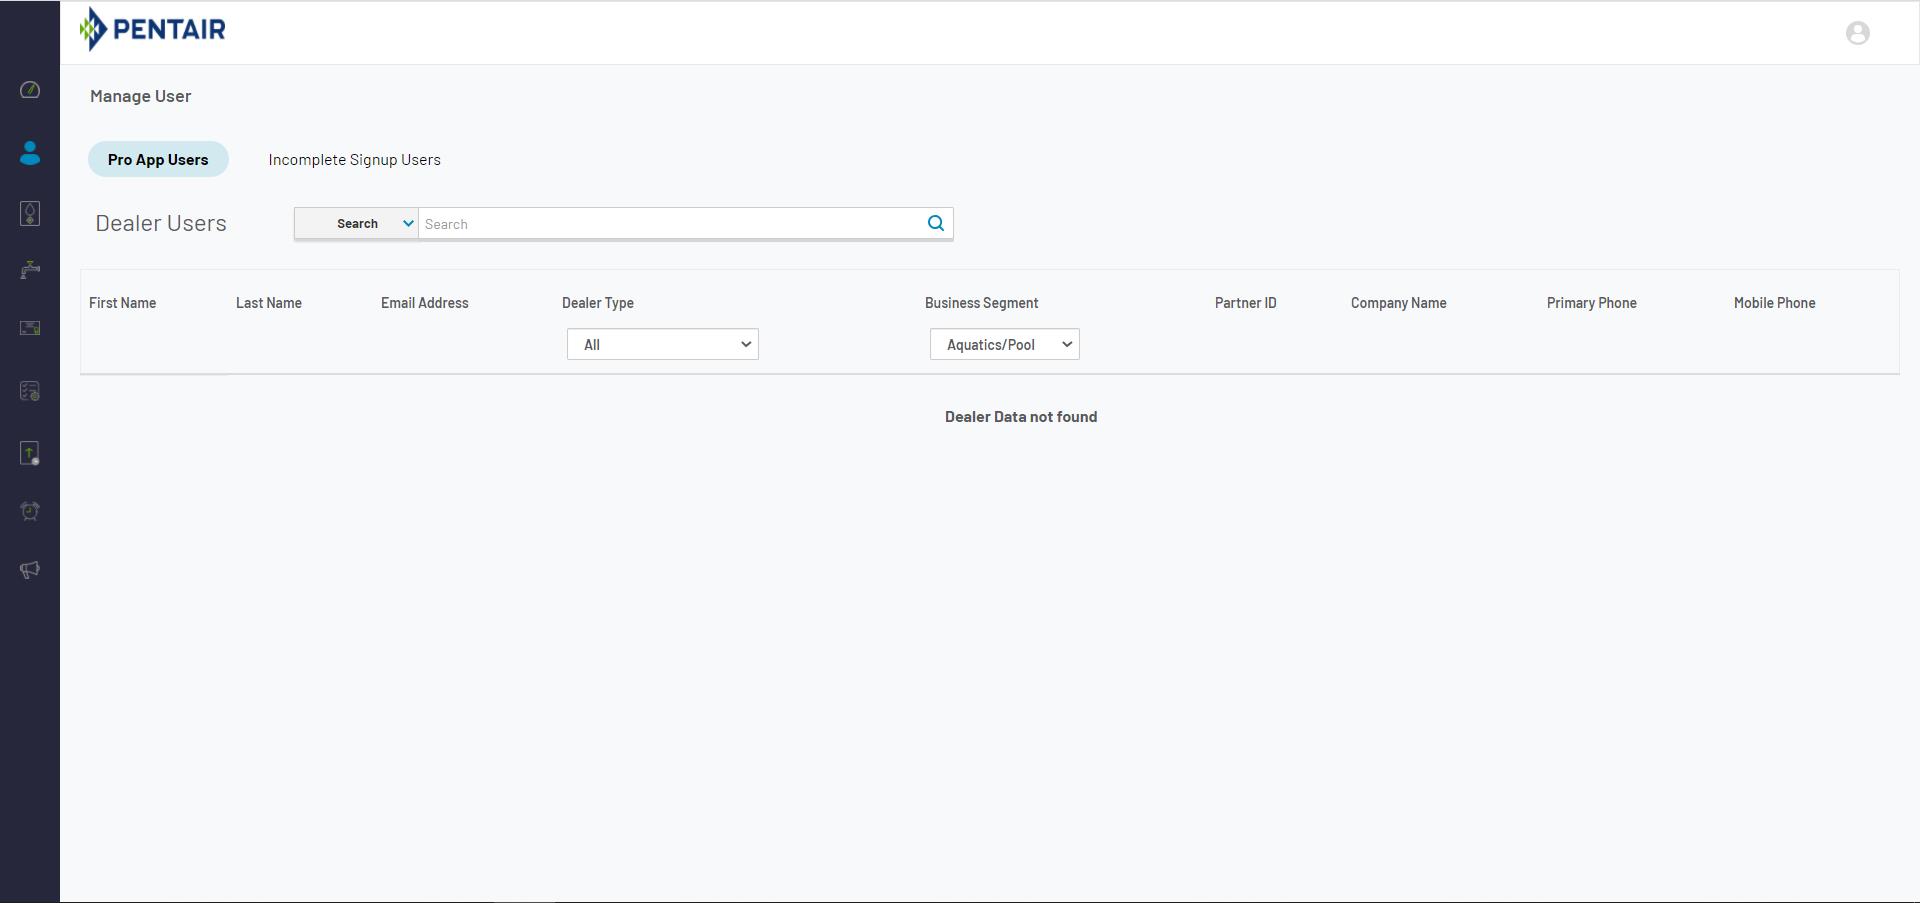 PENTAIR
Manage User
Pro App Users
Incomplete Signup Users
Dealer Users
Search
Search
First Name
Last Name
Email Address
Dealer Type
Business Segment
Partner ID
Company Name
Primary Phone
Mobile Phone
All
Aquatics/Pool
Dealer Data not found